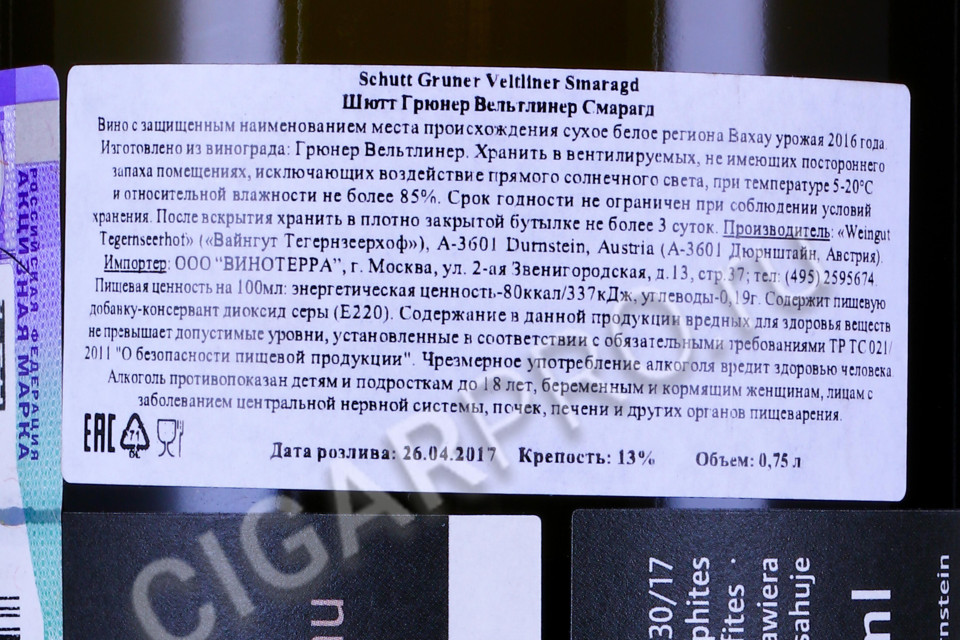 Schutt Gruner Veltliner Smaragd
Шютт Грюнер Вельтлинер Смарагд
Вино с защищенным наименованием места происхождения сухое белое региона Вахау урожая 2016 года.
Изготовлено из винограда: Грюнер Вельтлинер. Хранить в вентилируемых, не имеющих постороннего
запаха помещениях, исключающих воздействие прямого солнечного света, при температуре 5-20°С
и относительной влажности не более 85%. Срок годности не ограничен при соблюдении условий
хранения. После вскрытия хранить в плотно закрытой бутылке не более 3 суток. Производитель: «Weingut
Tegernseerhot» («Вайнгут Тегернзеерхоф»), A-3601 Durnstein, Austria (А-3601 Дюрнштайн, Австрия).
Импортер: ООО "ВИНОТЕРРА", г. Москва, ул. 2-ая Звенигородская, д.13, стр.37; тел: (495) 2595674.
Пищевая ценность на 100мл: энергетическая ценность-80ккал/337кДж, углеводы-0,19г. Содержит пищевую
добавку-консервант диоксид серы (Е220). Содержание в данной продукции вредных для здоровья веществ
не превышает допустимые уровни, установленные в соответствии с обязательными требованиями ТР ТС 021/
2011 "О безопасности пищевой продукции". Чрезмерное употребление алкоголя вредит здоровью человека.
Алкоголь противопоказан детям и подросткам до 18 лет, беременным и кормящим женщинам, лицам с
заболеванием центральной нервной системы, почек, печени и других органов пищеварения.
EAC 71 GL
Дата розлива: 26.04.2017 Крепость: 13% Объем: 0,75 л
РОССИЙСКАЯ ФЕДЕРАЦИЯ
АКЦИЗНАЯ МАРКА
CIGARPRO.ru
30/17
phites
fites ·
awiera
sahuje
ml
nstein